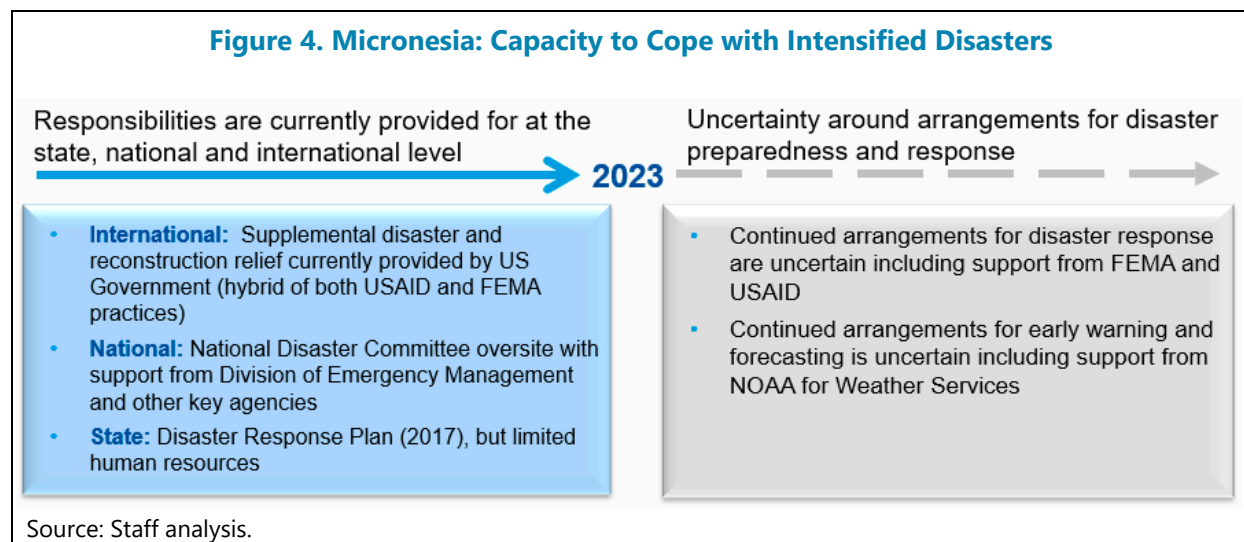 Figure 4. Micronesia: Capacity to Cope with Intensified Disasters
Responsibilities are currently provided for at the
state, national and international level
2023
Uncertainty around arrangements for disaster
preparedness and response
• International: Supplemental disaster and
reconstruction relief currently provided by US
Government (hybrid of both USAID and FEMA
practices)
• National: National Disaster Committee oversite with
support from Division of Emergency Management
and other key agencies
• State: Disaster Response Plan (2017), but limited
human resources
• Continued arrangements for disaster response
are uncertain including support from FEMA and
USAID
• Continued arrangements for early warning and
forecasting is uncertain including support from
NOAA for Weather Services
Source: Staff analysis.